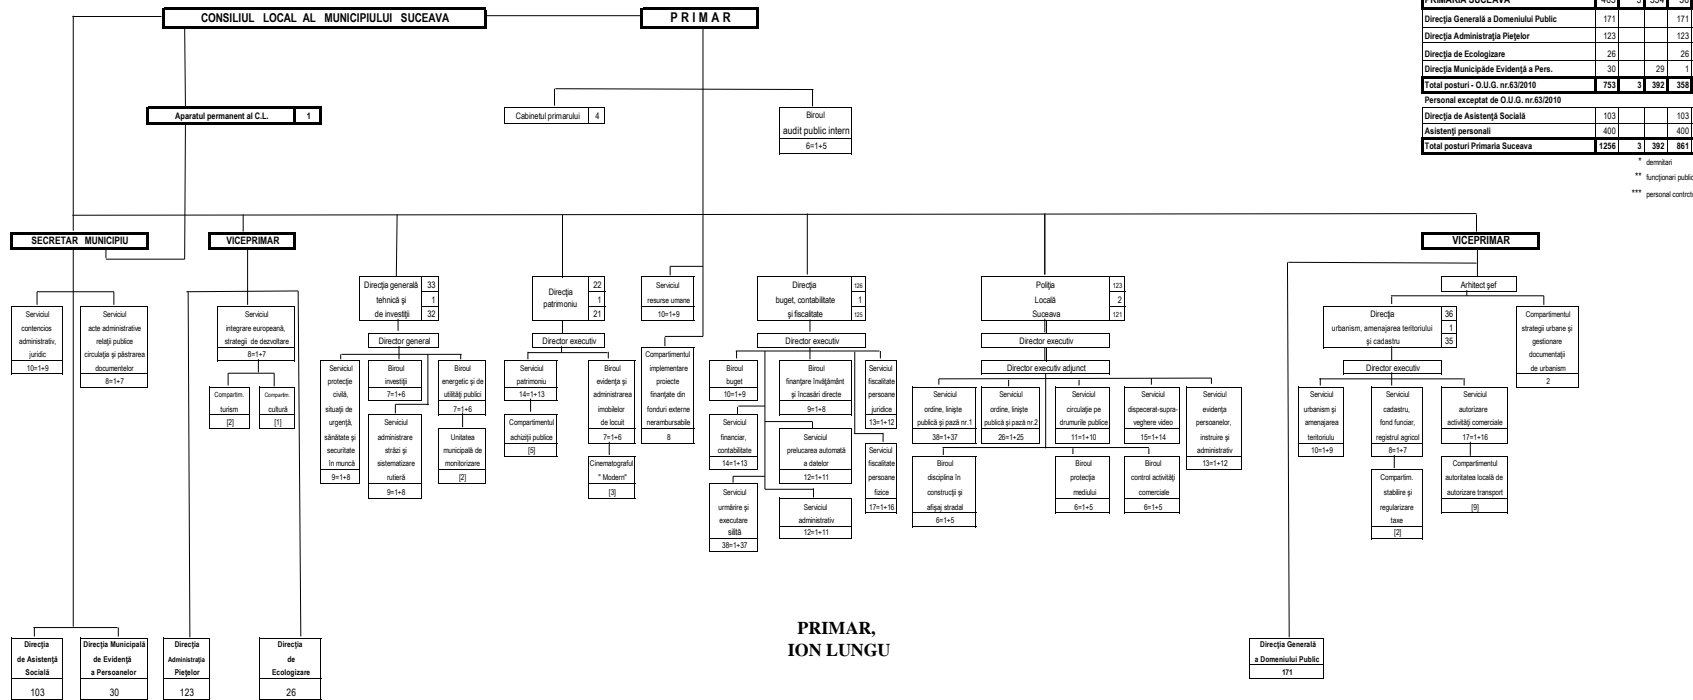 CONSILIUL LOCAL AL MUNICIPIULUI SUCEAVA
PRIMAR
Direcţia Generală a Domeniului Public 171 171
Direcţia Administraţia Pieţelor 123 123
Direcţia de Ecologizare 26 26
Direcţia Municipăde Evidenţă a Pers. 30 29 1
Total posturi - O.U.G. nr.63/2010 753 3 392 358
Personal exceptat de O.U.G. nr.63/2010
Direcţia de Asistenţă Socială 103 103
Asistenţi personali 400 400
Total posturi Primaria Suceava 1256 3 392 861
* demnitari
** funcţionari public
*** personal contrctu
Aparatul permanent al C.L. 1
Cabinetul primarului 4
Biroul
audit public intern
6=1+5
SECRETAR MUNICIPIU
VICEPRIMAR
VICEPRIMAR
Serviciul
contencios
administrativ,
juridic
10=1+9
Serviciul
acte administrative
relaţii publice
circulaţia şi păstrarea
documentelor
8=1+7
Serviciul
integrare europeană,
strategii de dezvoltare
8=1+7
Compartim.
turism
[2]
Compartim.
cultură
[1]
Direcţia generală 33
tehnică şi 1
de investiţii 32
Director general
Serviciul
protecţie
civilă,
situaţii de
urgenţă,
sănătate şi
securitate
în muncă
9=1+8
Biroul
investiţii
7=1+6
Serviciul
administrare
străzi şi
sistematizare
rutieră
9=1+8
Biroul
energetic şi de
utilităţi publici
7=1+6
Unitatea
municipală de
monitorizare
[2]
Direcţia
patrimoniu
22
1
21
Director executiv
Serviciul
patrimoniu
14=1+13
Compartimentul
achiziţii publice
[5]
Biroul
evidenţa şi
administrarea
imobilelor
de locuit
7=1+6
Cinematograful
" Modern"
[3]
Serviciul
resurse umane
10=1+9
Compartimentul
implementare
proiecte
finanţate din
fonduri externe
nerambursabile
8
Direcţia 126
buget, contabilitate 1
şi fiscalitate 125
Director executiv
Biroul
buget
10=1+9
Serviciul
financiar,
contabilitate
14=1+13
Serviciul
urmărire şi
executare
silită
38=1+37
Biroul
finanţare învăţământ
şi încasări directe
9=1+8
Serviciul
prelucarea automată
a datelor
12=1+11
Serviciul
administrativ
12=1+11
Serviciul
fiscalitate
persoane
juridice
13=1+12
Serviciul
fiscalitate
persoane
fizice
17=1+16
Poliţia 123
Locală 2
Suceava 121
Director executiv
Director executiv adjunct
Serviciul
ordine, linişte
publică şi pază nr.1
38=1+37
Serviciul
ordine, linişte
publică şi pază nr.2
26=1+25
Serviciul
circulaţie pe
drumurile publice
11=1+10
Serviciul
dispecerat-supra-
veghere video
15=1+14
Serviciul
evidenţa
persoanelor,
instruire şi
administrativ
13=1+12
Biroul
disciplina în
construcţii şi
afişaj stradal
6=1+5
Biroul
protecţia
mediului
6=1+5
Biroul
control activităţi
comerciale
6=1+5
Arhitect şef
Direcţia 36
urbanism, amenajarea teritoriului 1
şi cadastru 35
Director executiv
Compartimentul
strategii urbane şi
gestionare
documentaţii
de urbanism
2
Serviciul
urbanism şi
amenajarea
teritoriulu
10=1+9
Serviciul
cadastru,
fond funciar,
registrul agricol
8=1+7
Compartim.
stabilire şi
regularizare
taxe
[2]
Serviciul
autorizare
activităţi comerciale
17=1+16
Compartimentul
autoritatea locală de
autorizare transport
[9]
Direcţia
de Asistenţă
Socială
103
Direcţia Municipală
de Evidenţă
a Persoanelor
30
Direcţia
Administraţia
Pieţelor
123
Direcţia
de
Ecologizare
26
PRIMAR,
ION LUNGU
Direcţia Generală
a Domeniului Public
171